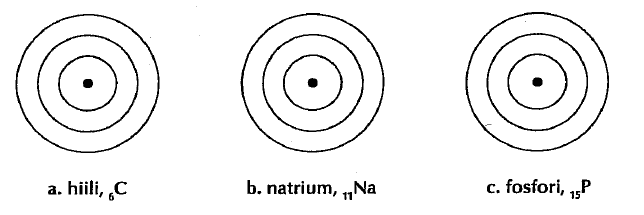 a. hiili, ₆C b. natrium, ₁₁Na c. fosfori, ₁₅P